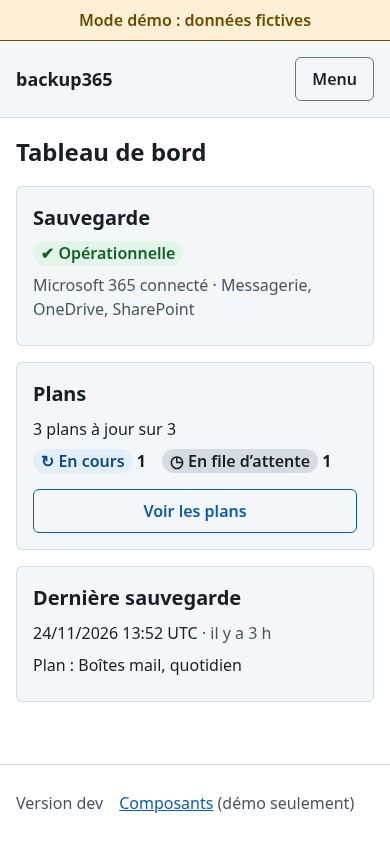 Mode démo : données fictives
backup365
Menu
Tableau de bord
Sauvegarde
✔ Opérationnelle
Microsoft 365 connecté · Messagerie,
OneDrive, SharePoint
Plans
3 plans à jour sur 3
↻ En cours 1 ◷ En file d’attente 1
Voir les plans
Dernière sauvegarde
24/11/2026 13:52 UTC · il y a 3 h
Plan : Boîtes mail, quotidien
Version dev Composants (démo seulement)